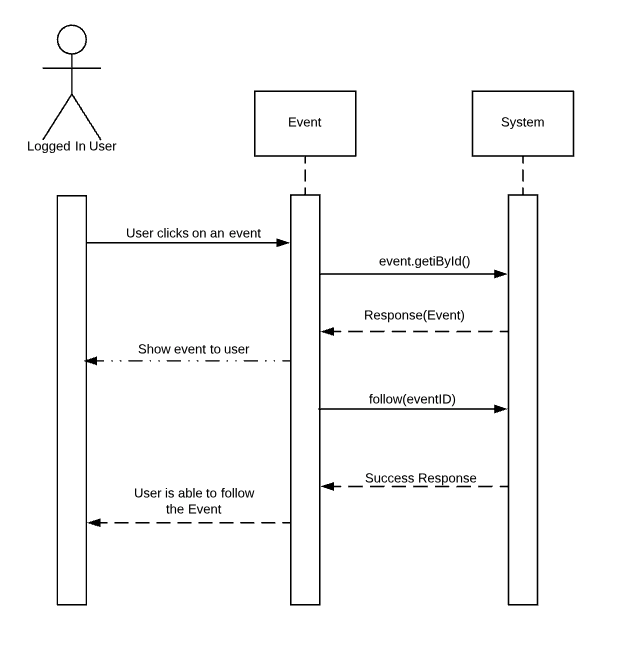 Logged In User
Event
System
User clicks on an event
event.getiById()
Response(Event)
Show event to user
follow(eventID)
Success Response
User is able to follow
the Event